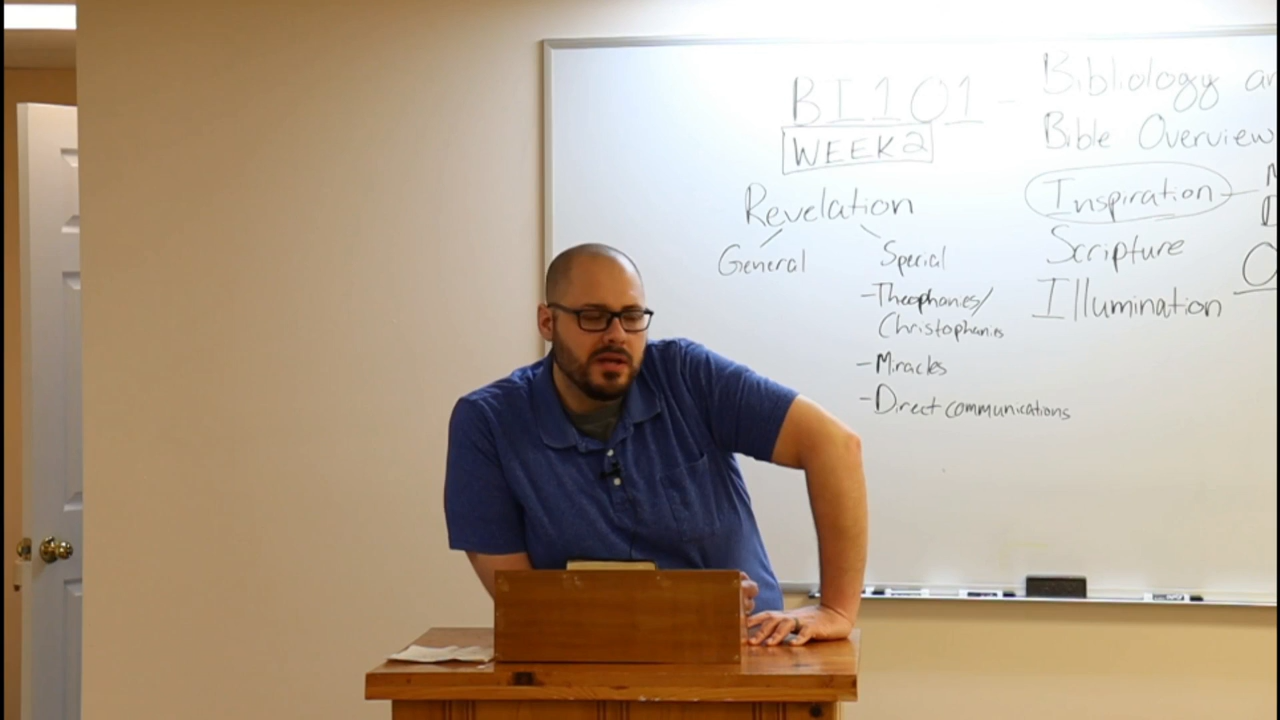 BI101 - Bibliology
Bible Overview
WEEK 2
Revelation
General
Special
-Theophanies/
Christophanies
-Miracles
-Direct communications
Inspiration
Scripture
Illumination